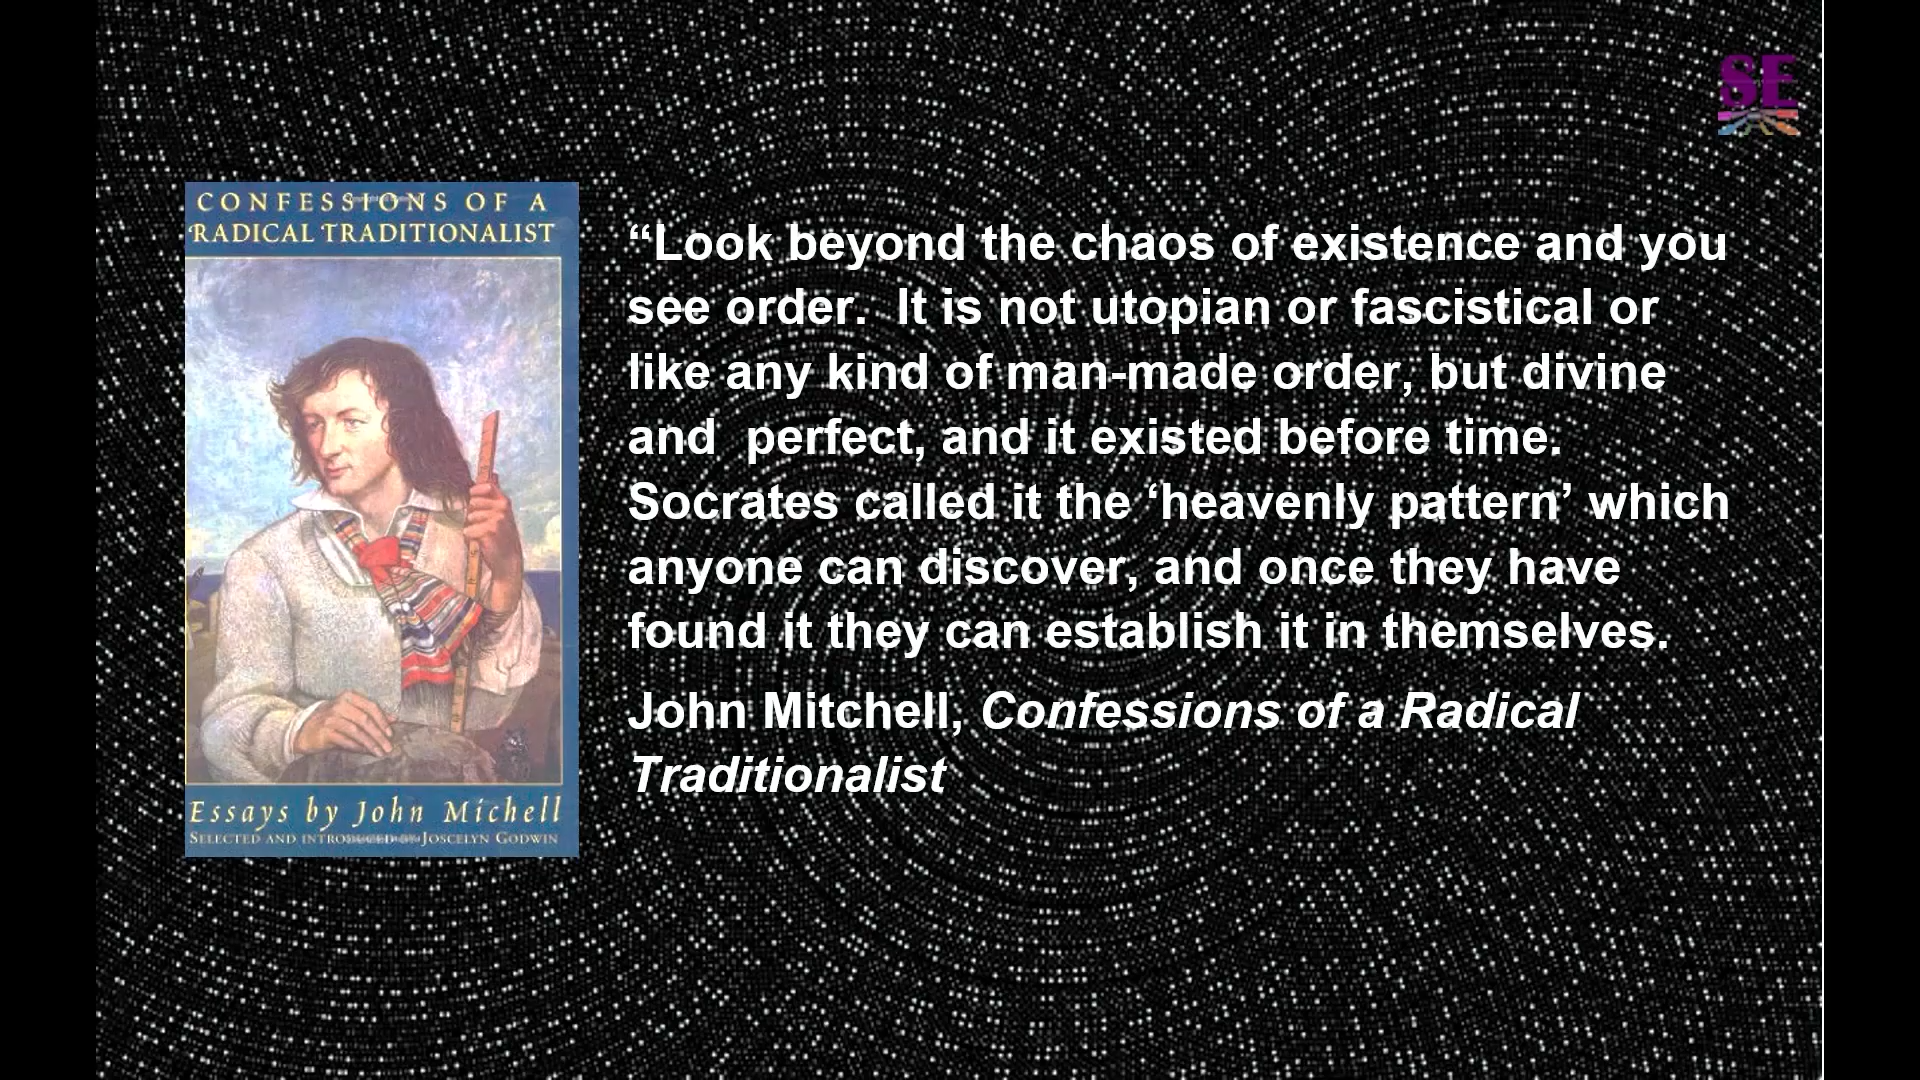 SE
CONFESSIONS OF A
RADICAL TRADITIONALIST
Essays by John Michell
SELECTED AND INTRODUCED BY JOSCELYN GODWIN
“Look beyond the chaos of existence and you
see order.  It is not utopian or fascistical or
like any kind of man-made order, but divine
and  perfect, and it existed before time.
Socrates called it the ‘heavenly pattern’ which
anyone can discover, and once they have
found it they can establish it in themselves.
John Mitchell, Confessions of a Radical
Traditionalist